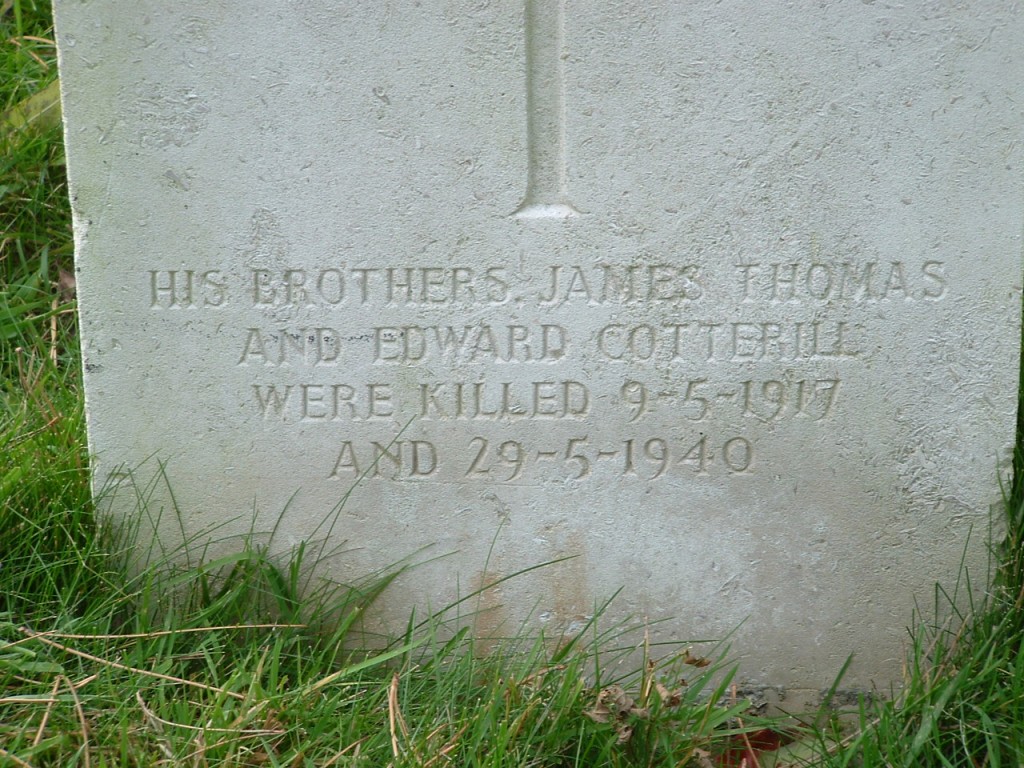 HIS BROTHERS. JAMES THOMAS
AND EDWARD COTTERILL
WERE KILLED 9-5-1917
AND 29-5-1940